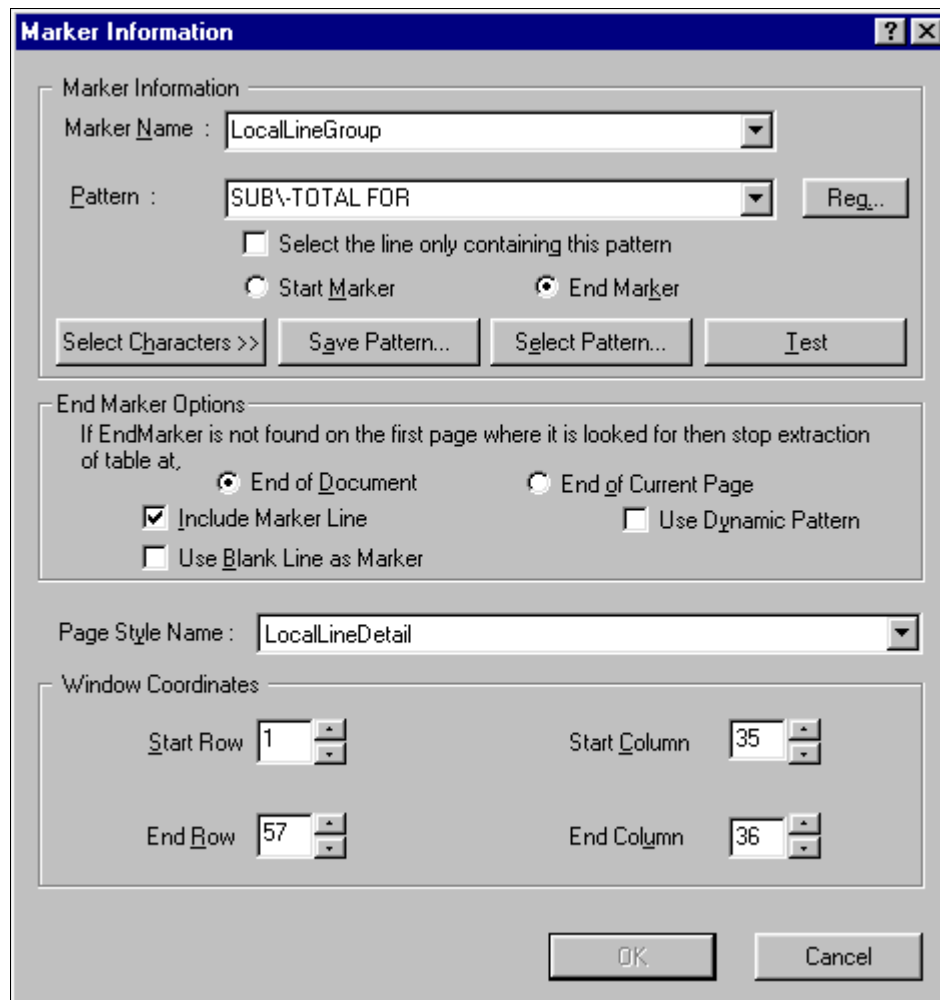 Marker Information
Marker Information
Marker Name : LocalLineGroup
Pattern : SUB\-TOTAL FOR Reg...
Select the line only containing this pattern
Start Marker End Marker
Select Characters >> Save Pattern... Select Pattern... Test
End Marker Options
If EndMarker is not found on the first page where it is looked for then stop extraction
of table at,
End of Document End of Current Page
Include Marker Line Use Dynamic Pattern
Use Blank Line as Marker
Page Style Name : LocalLineDetail
Window Coordinates
Start Row 1 Start Column 35
End Row 57 End Column 36
OK Cancel